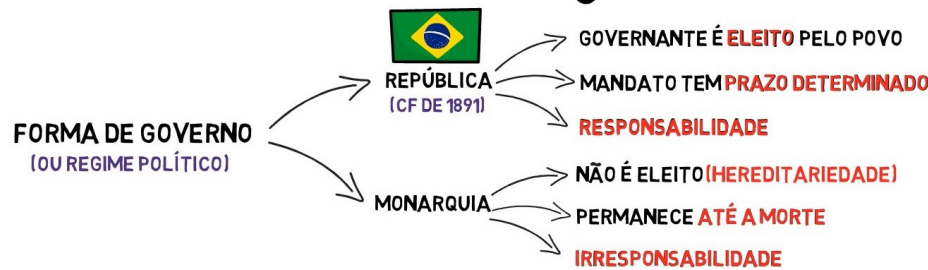 FORMA DE GOVERNO
(OU REGIME POLÍTICO)
REPÚBLICA
(CF DE 1891)
GOVERNANTE É ELEITO PELO POVO
MANDATO TEM PRAZO DETERMINADO
RESPONSABILIDADE
MONARQUIA
NÃO É ELEITO (HEREDITARIEDADE)
PERMANECE ATÉ A MORTE
IRRESPONSABILIDADE